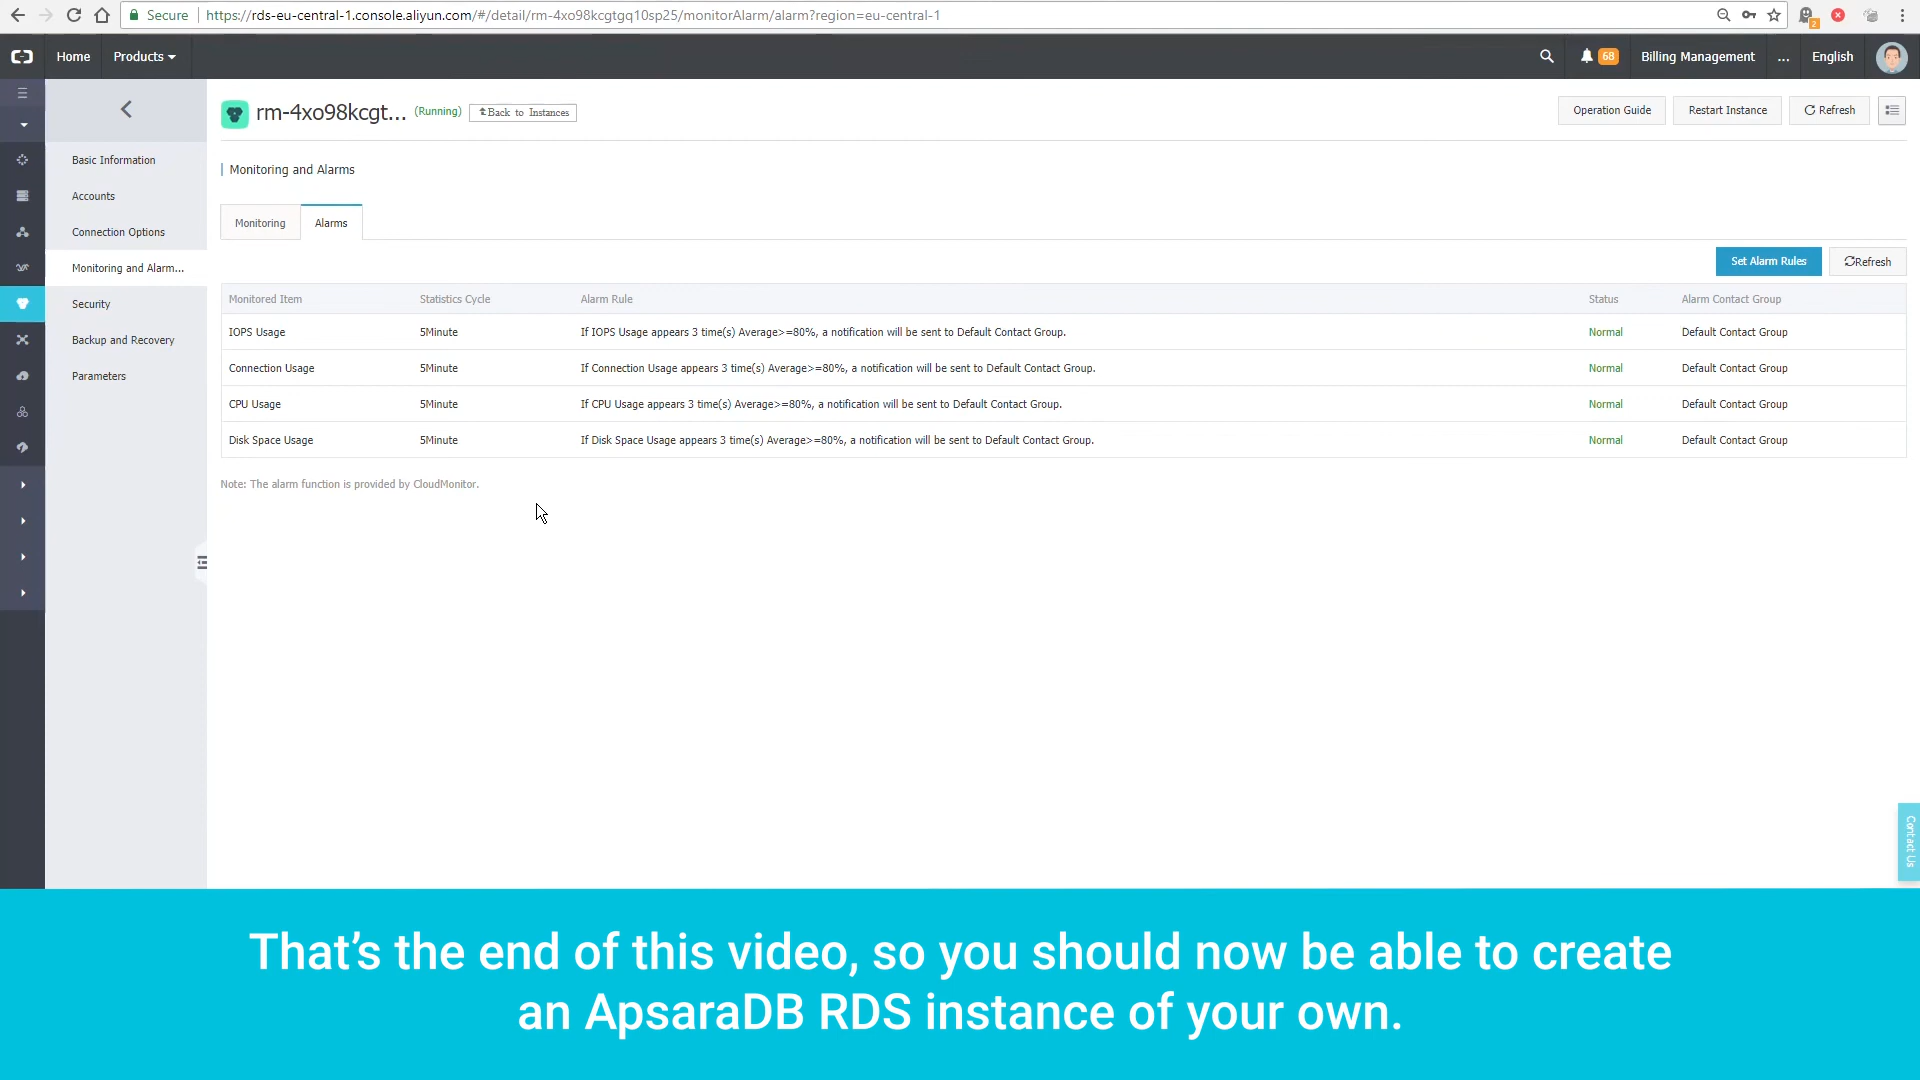 Secure https://rds-eu-central-1.console.aliyun.com/#/detail/rm-4xo98kcgtgq10sp25/monitorAlarm/alarm?region=eu-central-1
2
Home Products 68 Billing Management ... English
rm-4xo98kcgt... (Running) Back to Instances Operation Guide Restart Instance Refresh
Basic Information
Accounts
Connection Options
Monitoring and Alarm...
Security
Backup and Recovery
Parameters
Monitoring and Alarms
Monitoring Alarms
Set Alarm Rules Refresh
Monitored Item Statistics Cycle Alarm Rule Status Alarm Contact Group
IOPS Usage 5Minute If IOPS Usage appears 3 time(s) Average>=80%, a notification will be sent to Default Contact Group. Normal Default Contact Group
Connection Usage 5Minute If Connection Usage appears 3 time(s) Average>=80%, a notification will be sent to Default Contact Group. Normal Default Contact Group
CPU Usage 5Minute If CPU Usage appears 3 time(s) Average>=80%, a notification will be sent to Default Contact Group. Normal Default Contact Group
Disk Space Usage 5Minute If Disk Space Usage appears 3 time(s) Average>=80%, a notification will be sent to Default Contact Group. Normal Default Contact Group
Note: The alarm function is provided by CloudMonitor.
Contact Us
That's the end of this video, so you should now be able to create
an ApsaraDB RDS instance of your own.